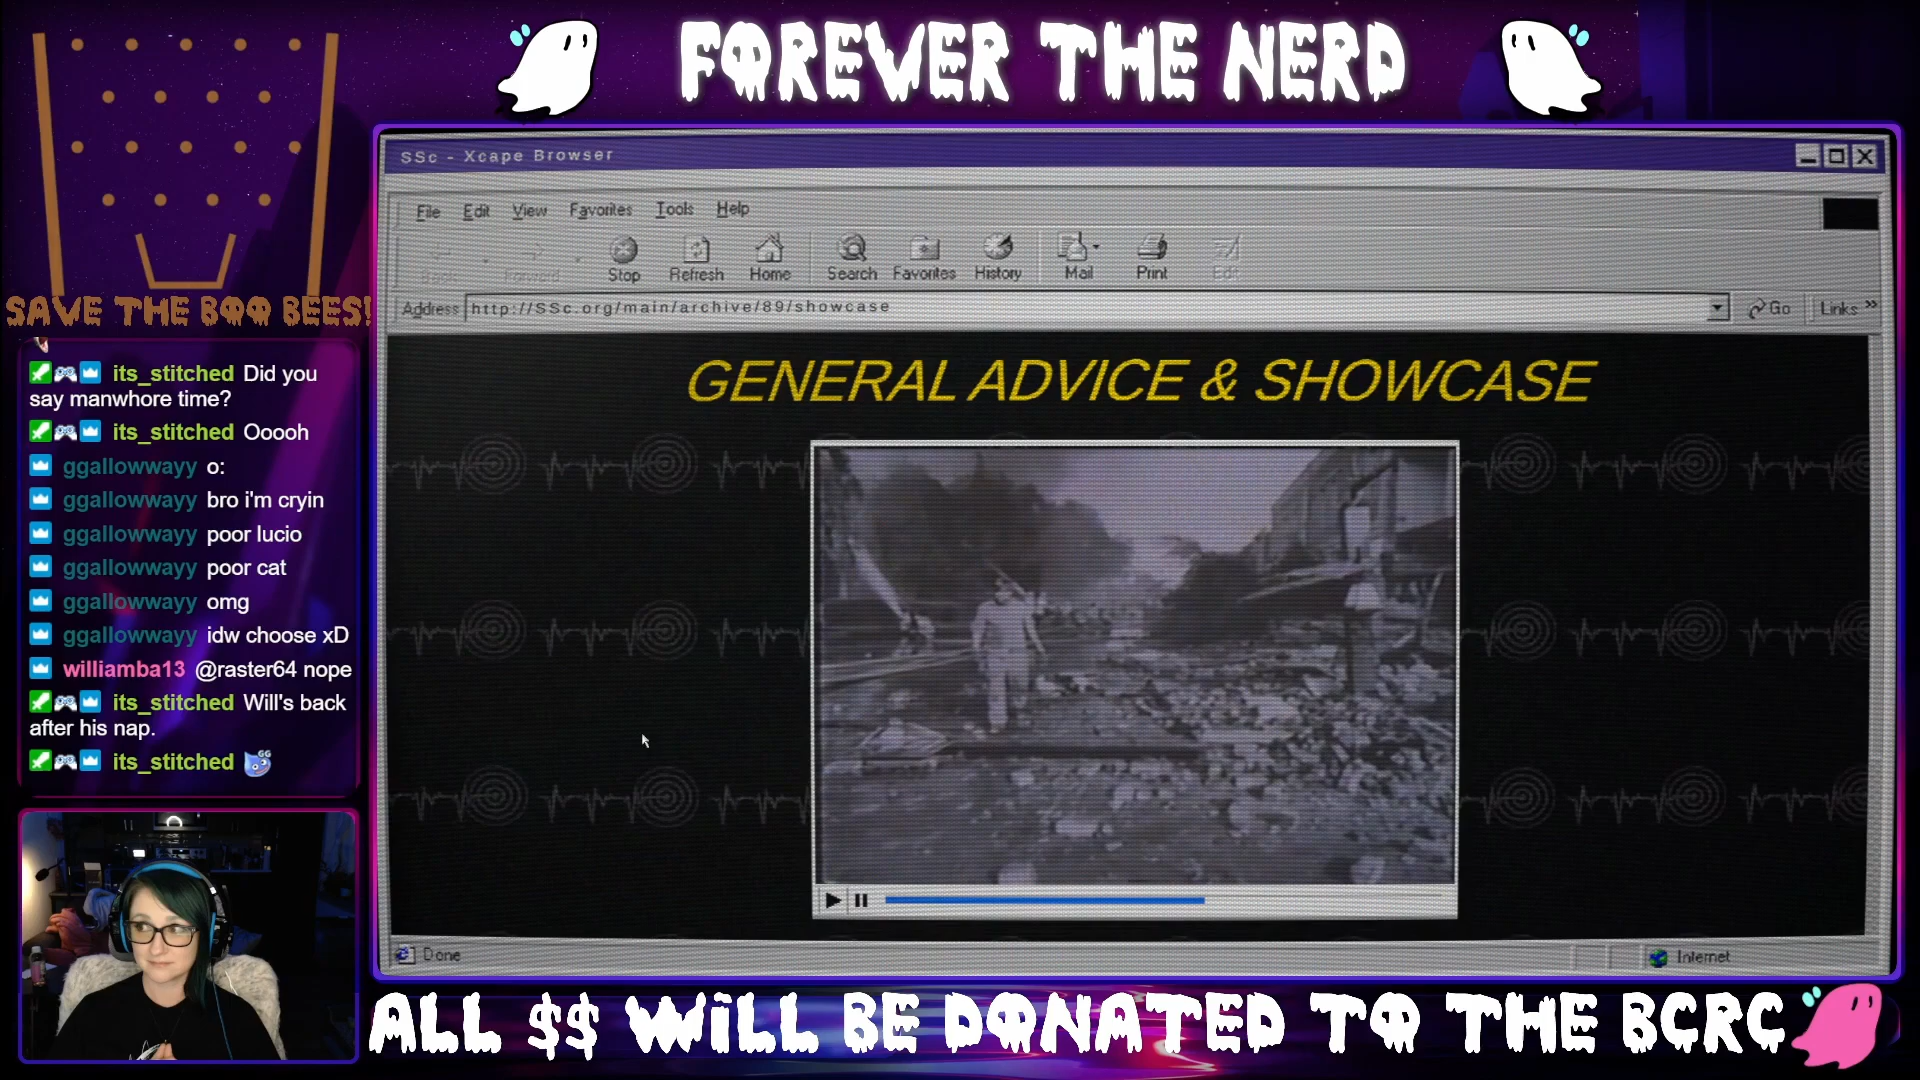 FOREVER THE NERD
SAVE THE BOO BEES!
its_stitched Did you
say manwhore time?
its_stitched Ooooh
ggallowwayy o:
ggallowwayy bro i'm cryin
ggallowwayy poor lucio
ggallowwayy poor cat
ggallowwayy omg
ggallowwayy idw choose xD
williamba13 @raster64 nope
its_stitched Will's back
after his nap.
its_stitched
SSc - Xcape Browser
File Edit View Favorites Tools Help
Back Forward Stop Refresh Home Search Favorites History Mail Print Edit
Address http://SSc.org/main/archive/89/showcase Go Links »
GENERAL ADVICE & SHOWCASE
Done
Internet
ALL $$ WILL BE DONATED TO THE BCRC